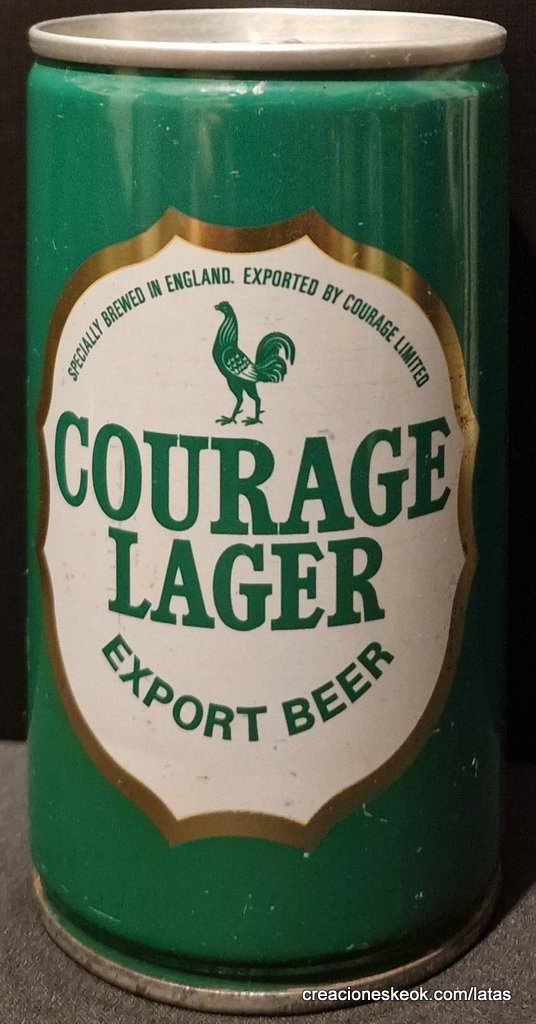 SPECIALLY BREWED IN ENGLAND. EXPORTED BY COURAGE LIMITED
COURAGE
LAGER
EXPORT BEER
creacioneskeok.com/latas